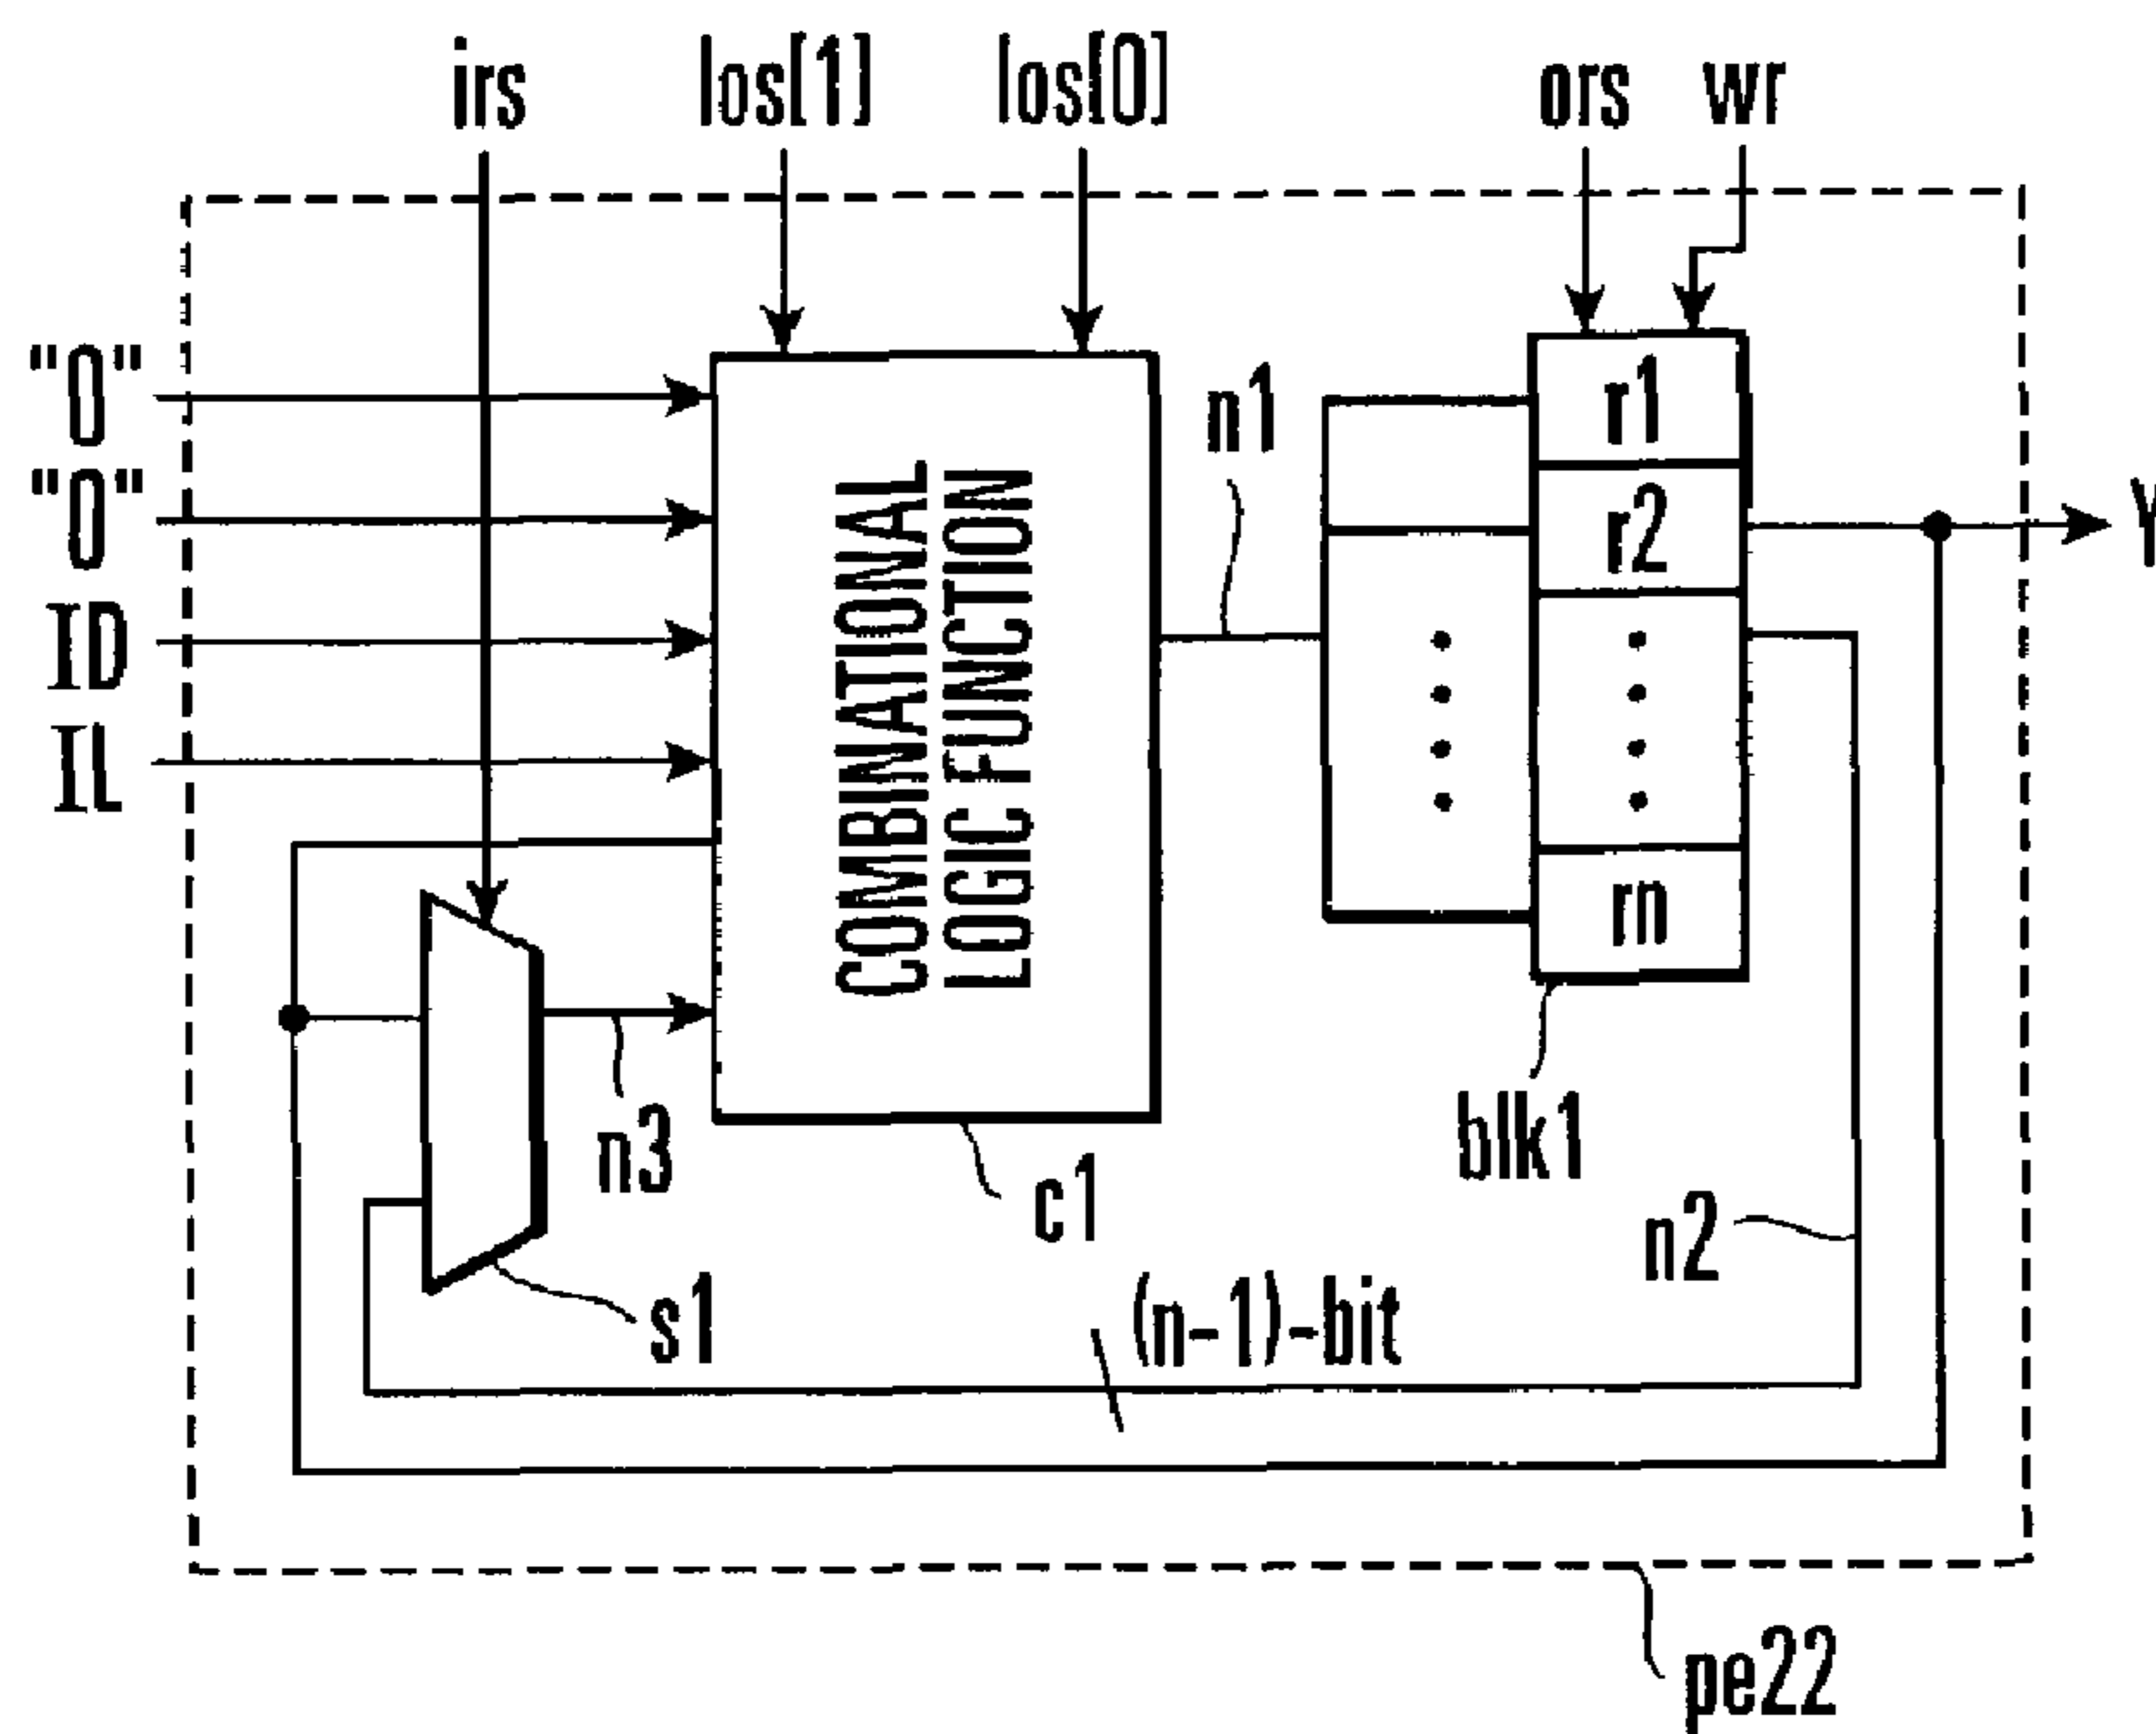 irs
los[1]
los[0]
ors
wr
"0"
"0"
ID
IL
COMBINATIONAL
LOGIC FUNCTION
n1
r1
r2
rn
Y
n3
c1
blk1
n2
s1
(n-1)-bit
pe22